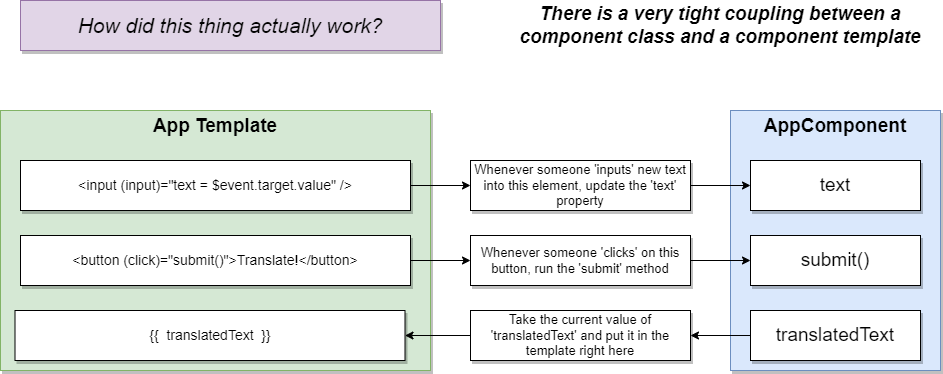 How did this thing actually work?
There is a very tight coupling between a
component class and a component template
App Template
AppComponent
<input (input)="text = $event.target.value" />
Whenever someone 'inputs' new text
into this element, update the 'text'
property
text
<button (click)="submit()">Translate!</button>
Whenever someone 'clicks' on this
button, run the 'submit' method
submit()
{{ translatedText }}
Take the current value of
'translatedText' and put it in the
template right here
translatedText